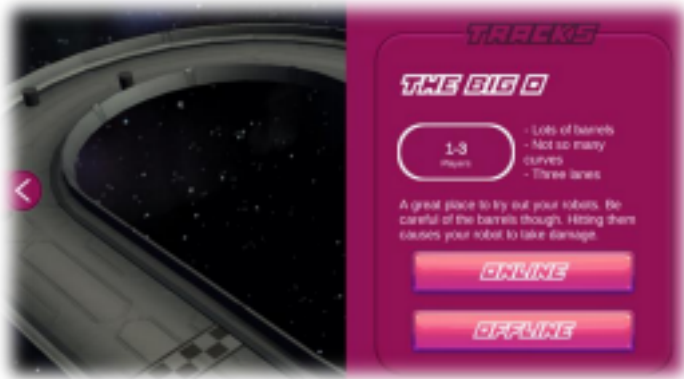 TRACKS
THE BIG O
1-3
Players
- Lots of barrels
- Not so many
curves
- Three lanes
A great place to try out your robots. Be
careful of the barrels though. Hitting them
causes your robot to take damage.
ONLINE
OFFLINE